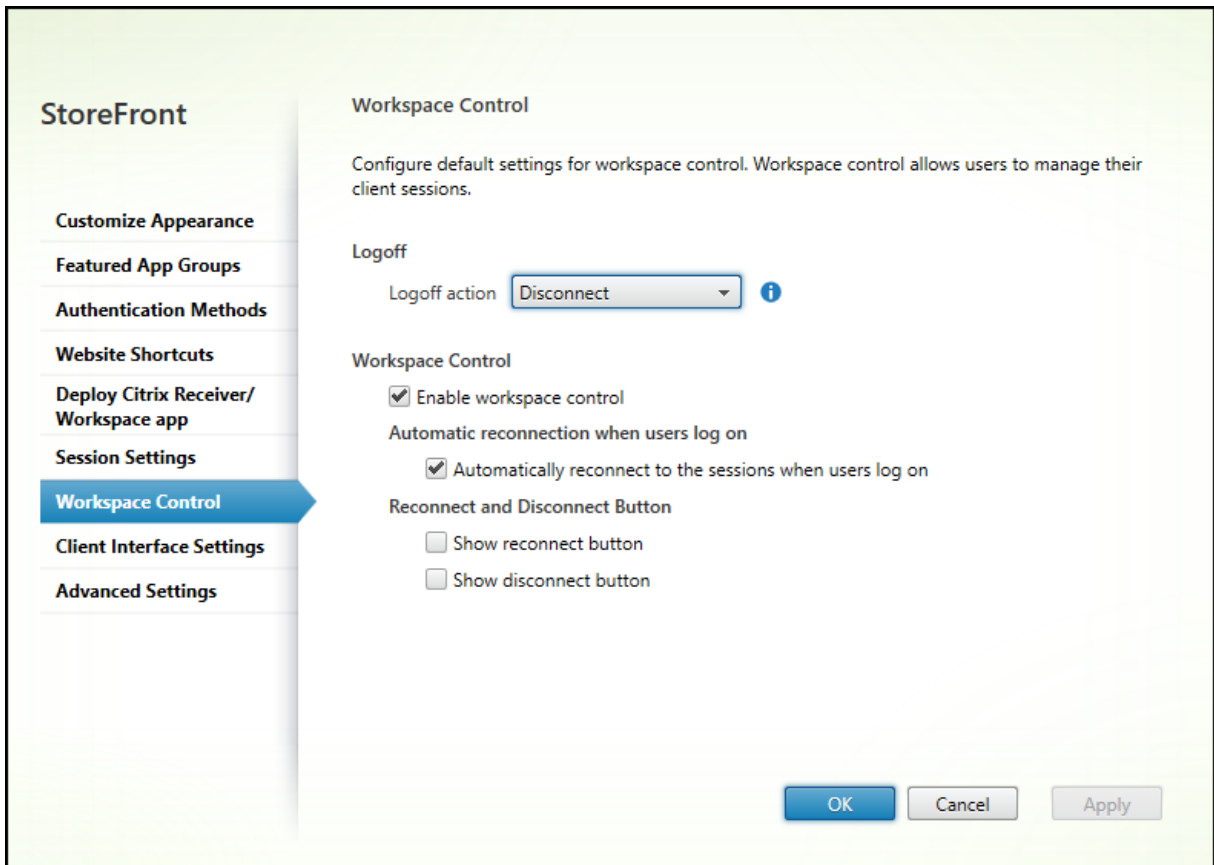 StoreFront
Customize Appearance
Featured App Groups
Authentication Methods
Website Shortcuts
Deploy Citrix Receiver/
Workspace app
Session Settings
Workspace Control
Client Interface Settings
Advanced Settings
Workspace Control
Configure default settings for workspace control. Workspace control allows users to manage their
client sessions.
Logoff
Logoff action Disconnect
Workspace Control
Enable workspace control
Automatic reconnection when users log on
Automatically reconnect to the sessions when users log on
Reconnect and Disconnect Button
Show reconnect button
Show disconnect button
OK Cancel Apply